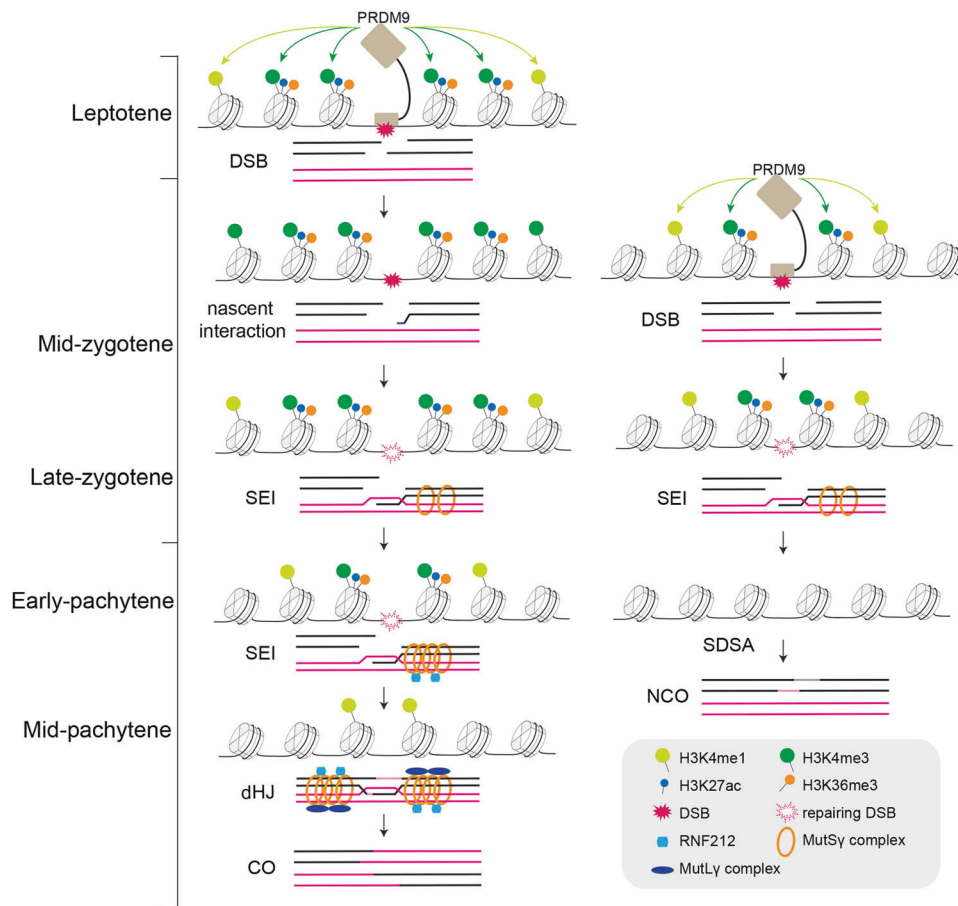 PRDM9
Leptotene
DSB
PRDM9
nascent
interaction
DSB
Mid-zygotene
Late-zygotene
SEI
SEI
Early-pachytene
SEI
SDSA
NCO
Mid-pachytene
dHJ
CO
H3K4me1
H3K4me3
H3K27ac
H3K36me3
DSB
repairing DSB
RNF212
MutSγ complex
MutLγ complex